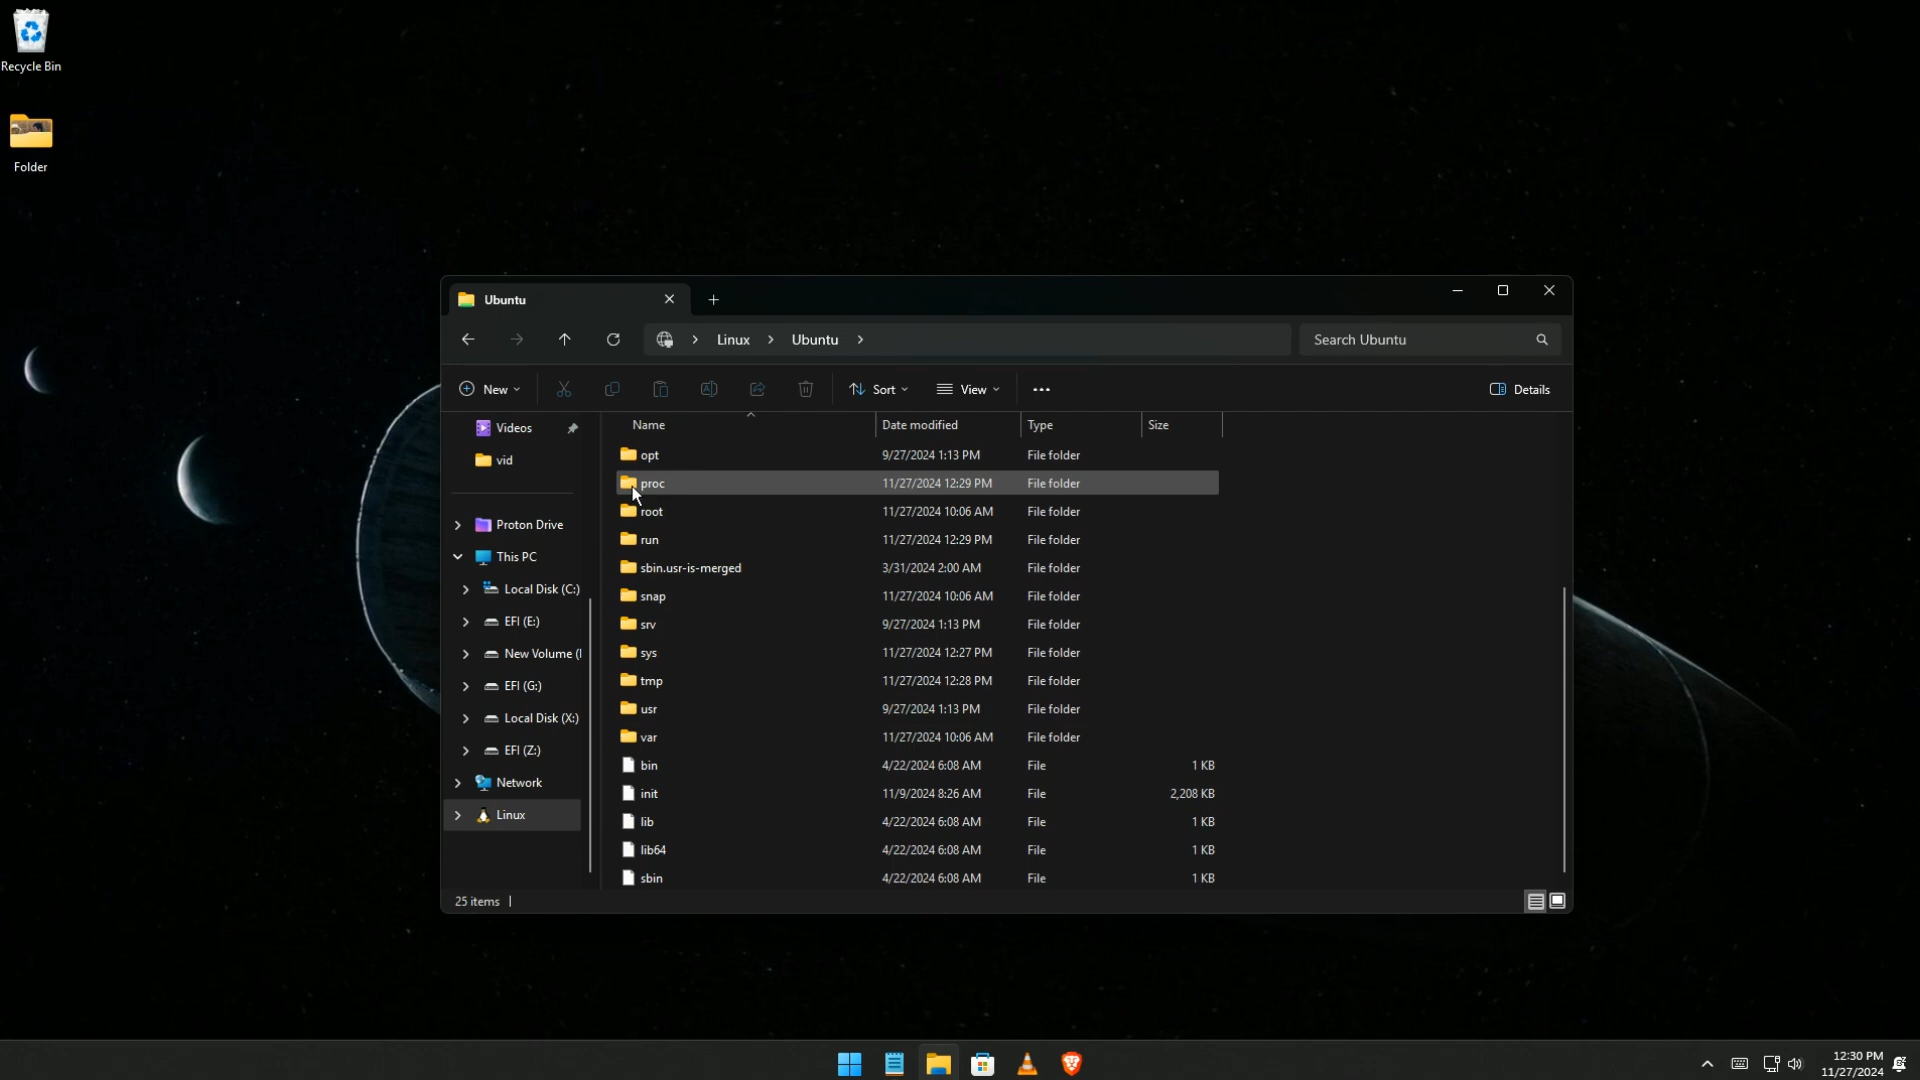 Recycle Bin
Folder
Ubuntu
Linux Ubuntu Search Ubuntu
New Sort View Details
Videos
vid
Proton Drive
This PC
Local Disk (C:)
EFI (E:)
New Volume (
EFI (G:)
Local Disk (X:)
EFI (Z:)
Network
Linux
Name Date modified Type Size
opt 9/27/2024 1:13 PM File folder
proc 11/27/2024 12:29 PM File folder
root 11/27/2024 10:06 AM File folder
run 11/27/2024 12:29 PM File folder
sbin.usr-is-merged 3/31/2024 2:00 AM File folder
snap 11/27/2024 10:06 AM File folder
srv 9/27/2024 1:13 PM File folder
sys 11/27/2024 12:27 PM File folder
tmp 11/27/2024 12:28 PM File folder
usr 9/27/2024 1:13 PM File folder
var 11/27/2024 10:06 AM File folder
bin 4/22/2024 6:08 AM File 1 KB
init 11/9/2024 8:26 AM File 2,208 KB
lib 4/22/2024 6:08 AM File 1 KB
lib64 4/22/2024 6:08 AM File 1 KB
sbin 4/22/2024 6:08 AM File 1 KB
25 items
12:30 PM
11/27/2024